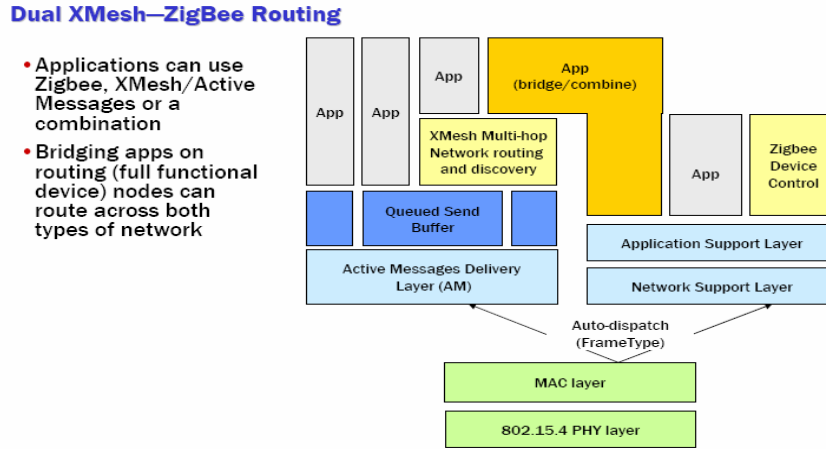 Dual XMesh—ZigBee Routing
• Applications can use
Zigbee, XMesh/Active
Messages or a
combination
• Bridging apps on
routing (full functional
device) nodes can
route across both
types of network
App
App
App
App
(bridge/combine)
XMesh Multi-hop
Network routing
and discovery
App
Zigbee
Device
Control
Queued Send
Buffer
Application Support Layer
Active Messages Delivery
Layer (AM)
Network Support Layer
Auto-dispatch
(FrameType)
MAC layer
802.15.4 PHY layer